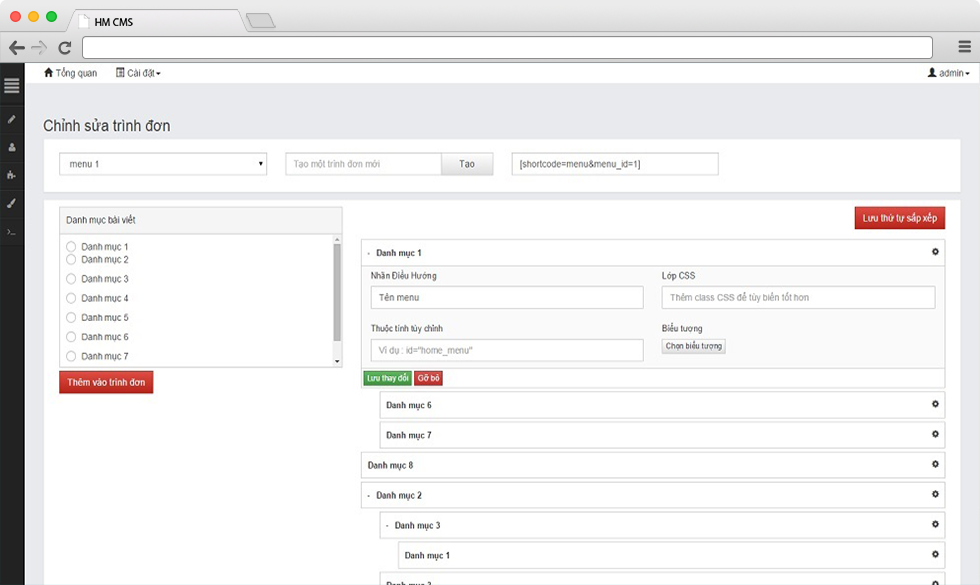 HM CMS
Tổng quan
Cài đặt
admin
Chỉnh sửa trình đơn
menu 1
Tạo một trình đơn mới
Tạo
[shortcode=menu&menu_id=1]
Danh mục bài viết
Danh mục 1
Danh mục 2
Danh mục 3
Danh mục 4
Danh mục 5
Danh mục 6
Danh mục 7
Thêm vào trình đơn
Lưu thứ tự sắp xếp
- Danh mục 1
Nhãn Điều Hướng
Lớp CSS
Tên menu
Thêm class CSS để tùy biến tốt hơn
Thuộc tính tùy chỉnh
Biểu tượng
Ví dụ : id="home_menu"
Chọn biểu tượng
Lưu thay đổi
Gỡ bỏ
Danh mục 6
Danh mục 7
Danh mục 8
- Danh mục 2
- Danh mục 3
Danh mục 1